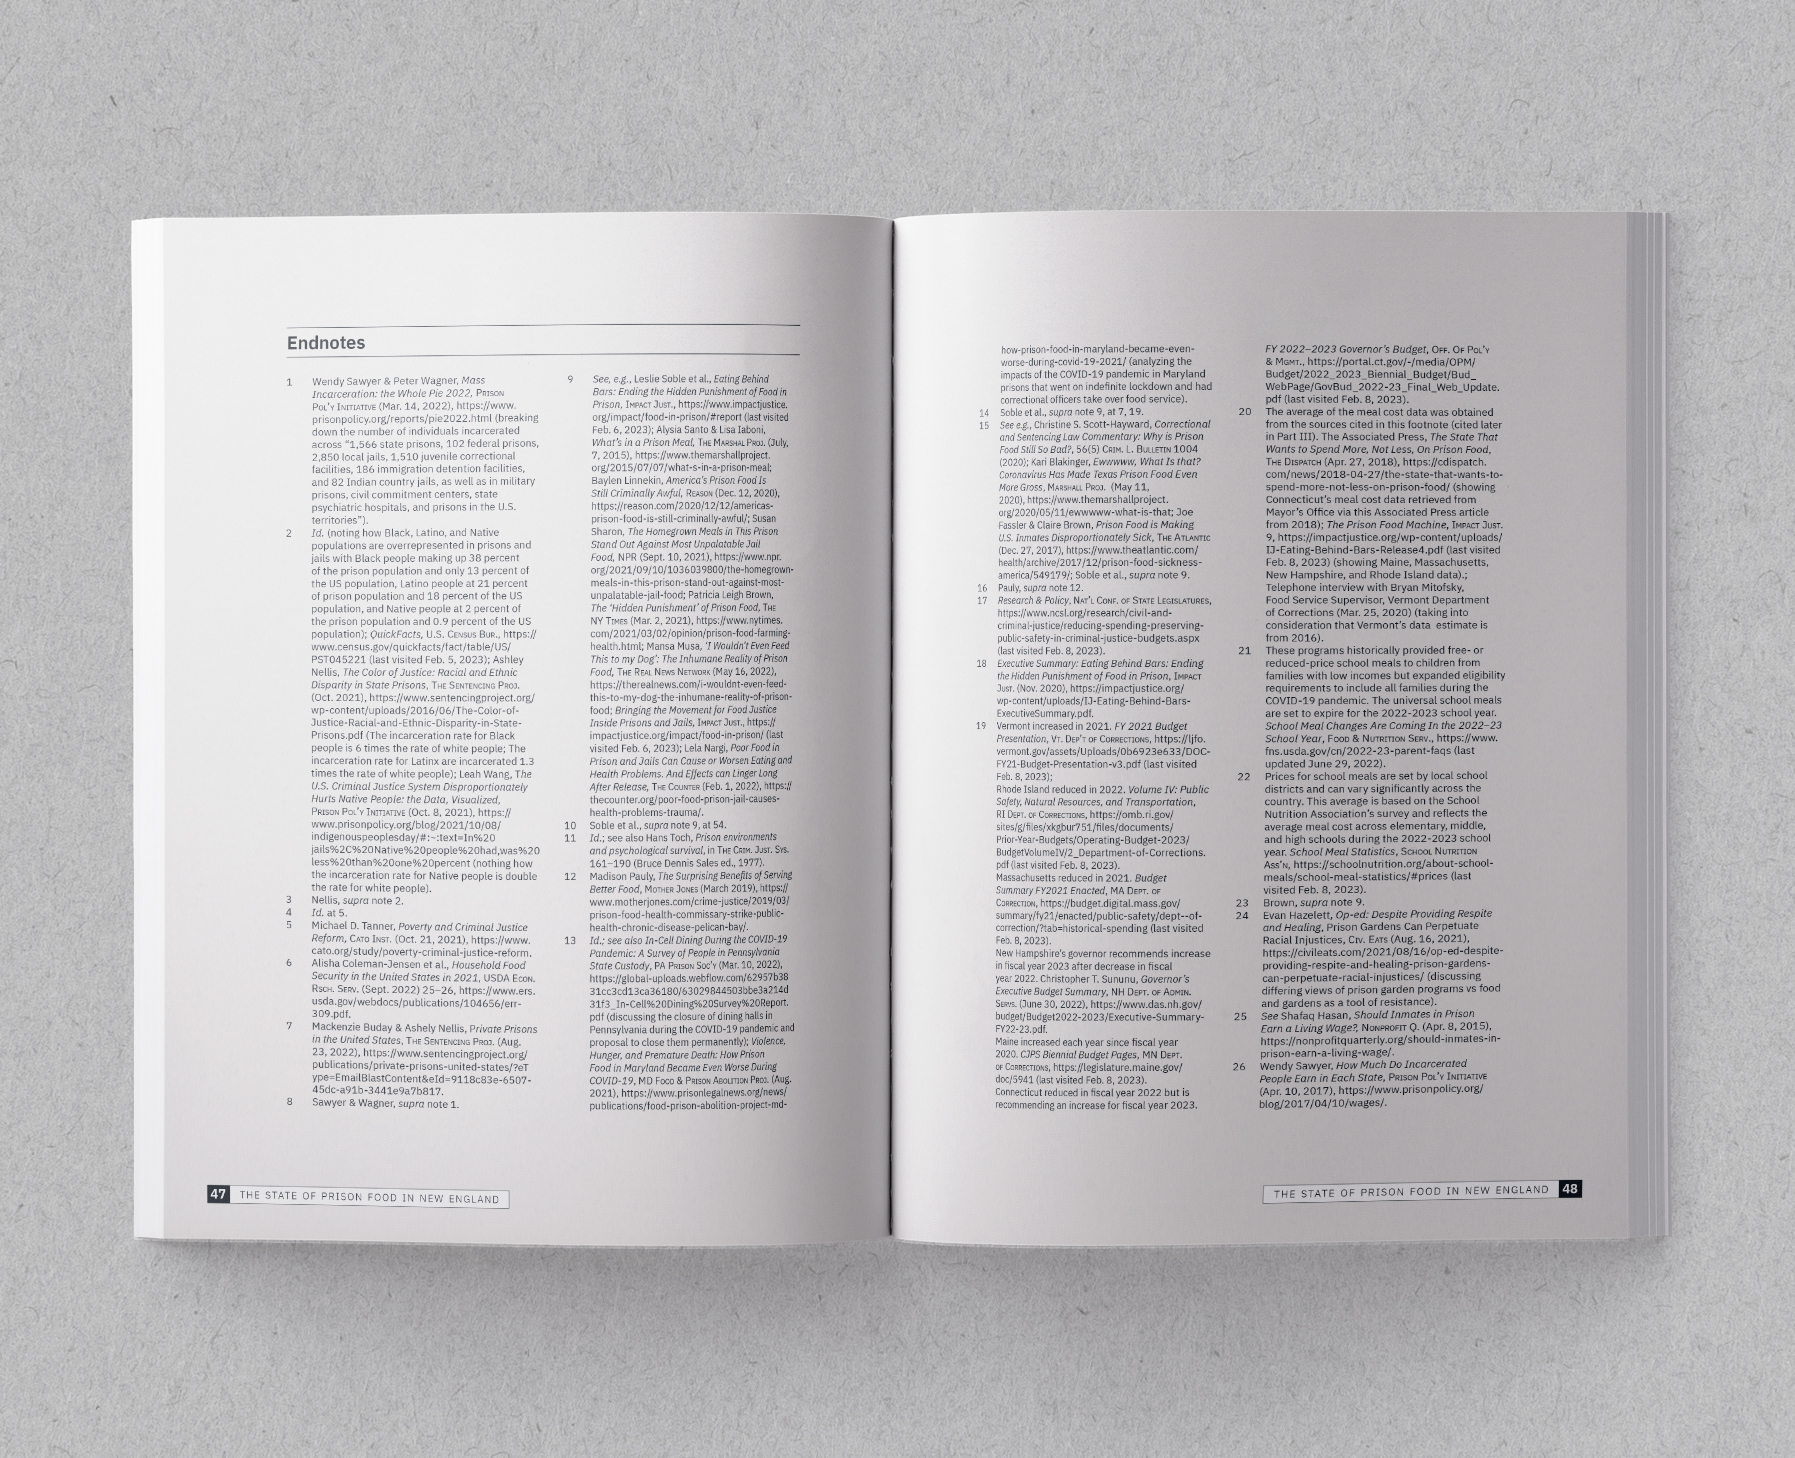 Endnotes
1 Wendy Sawyer & Peter Wagner, Mass
Incarceration: the Whole Pie 2022, Prison
Pol'y Initiative (Mar. 14, 2022), https://www.
prisonpolicy.org/reports/pie2022.html (breaking
down the number of individuals incarcerated
across "1,566 state prisons, 102 federal prisons,
2,850 local jails, 1,510 juvenile correctional
facilities, 186 immigration detention facilities,
and 82 Indian country jails, as well as in military
prisons, civil commitment centers, state
psychiatric hospitals, and prisons in the U.S.
territories").
2 Id. (noting how Black, Latino, and Native
populations are overrepresented in prisons and
jails with Black people making up 38 percent
of the prison population and only 13 percent of
the US population, Latino people at 21 percent
of prison population and 18 percent of the US
population, and Native people at 2 percent of
the prison population and 0.9 percent of the US
population); QuickFacts, U.S. Census Bur., https://
www.census.gov/quickfacts/fact/table/US/
PST045221 (last visited Feb. 5, 2023); Ashley
Nellis, The Color of Justice: Racial and Ethnic
Disparity in State Prisons, The Sentencing Proj.
(Oct. 2021), https://www.sentencingproject.org/
wp-content/uploads/2016/06/The-Color-of-
Justice-Racial-and-Ethnic-Disparity-in-State-
Prisons.pdf (The incarceration rate for Black
people is 6 times the rate of white people; The
incarceration rate for Latinx are incarcerated 1.3
times the rate of white people); Leah Wang, The
U.S. Criminal Justice System Disproportionately
Hurts Native People: the Data, Visualized,
Prison Pol'y Initiative (Oct. 8, 2021), https://
www.prisonpolicy.org/blog/2021/10/08/
indigenouspeoplesday/#:~:text=In%20
jails%2C%20Native%20people%20had,was%20
less%20than%20one%20percent (nothing how
the incarceration rate for Native people is double
the rate for white people).
3 Nellis, supra note 2.
4 Id. at 5.
5 Michael D. Tanner, Poverty and Criminal Justice
Reform, Cato Inst. (Oct. 21, 2021), https://www.
cato.org/study/poverty-criminal-justice-reform.
6 Alisha Coleman-Jensen et al., Household Food
Security in the United States in 2021, USDA Econ.
Rsch. Serv. (Sept. 2022) 25-26, https://www.ers.
usda.gov/webdocs/publications/104656/err-
309.pdf.
7 Mackenzie Buday & Ashely Nellis, Private Prisons
in the United States, The Sentencing Proj. (Aug.
23, 2022), https://www.sentencingproject.org/
publications/private-prisons-united-states/?eT
ype=EmailBlastContent&eId=9118c83e-6507-
45dc-a91b-3441e9a7b817.
8 Sawyer & Wagner, supra note 1.
9 See, e.g., Leslie Soble et al., Eating Behind
Bars: Ending the Hidden Punishment of Food in
Prison, Impact Just., https://www.impactjustice.
org/impact/food-in-prison/#report (last visited
Feb. 6, 2023); Alysia Santo & Lisa Iaboni,
What's in a Prison Meal, The Marshal Proj. (July,
7, 2015), https://www.themarshallproject.
org/2015/07/07/what-s-in-a-prison-meal;
Baylen Linnekin, America's Prison Food Is
Still Criminally Awful, Reason (Dec. 12, 2020),
https://reason.com/2020/12/12/americas-
prison-food-is-still-criminally-awful/; Susan
Sharon, The Homegrown Meals in This Prison
Stand Out Against Most Unpalatable Jail
Food, NPR (Sept. 10, 2021), https://www.npr.
org/2021/09/10/1036039800/the-homegrown-
meals-in-this-prison-stand-out-against-most-
unpalatable-jail-food; Patricia Leigh Brown,
The 'Hidden Punishment' of Prison Food, The
NY Times (Mar. 2, 2021), https://www.nytimes.
com/2021/03/02/opinion/prison-food-farming-
health.html; Mansa Musa, 'I Wouldn't Even Feed
This to my Dog': The Inhumane Reality of Prison
Food, The Real News Network (May 16, 2022),
https://therealnews.com/i-wouldnt-even-feed-
this-to-my-dog-the-inhumane-reality-of-prison-
food; Bringing the Movement for Food Justice
Inside Prisons and Jails, Impact Just., https://
impactjustice.org/impact/food-in-prison/ (last
visited Feb. 6, 2023); Lela Nargi, Poor Food in
Prison and Jails Can Cause or Worsen Eating and
Health Problems. And Effects can Linger Long
After Release, The Counter (Feb. 1, 2022), https://
thecounter.org/poor-food-prison-jail-causes-
health-problems-trauma/.
10 Soble et al., supra note 9, at 54.
11 Id.; see also Hans Toch, Prison environments
and psychological survival, in The Crim. Just. Sys.
161–190 (Bruce Dennis Sales ed., 1977).
12 Madison Pauly, The Surprising Benefits of Serving
Better Food, Mother Jones (March 2019), https://
www.motherjones.com/crime-justice/2019/03/
prison-food-health-commissary-strike-public-
health-chronic-disease-pelican-bay/.
13 Id.; see also In-Cell Dining During the COVID-19
Pandemic: A Survey of People in Pennsylvania
State Custody, PA Prison Soc'y (Mar. 10, 2022),
https://global-uploads.webflow.com/62957b38
31cc3cd13ca36180/63029844503bbe3a214d
31f3_In-Cell%20Dining%20Survey%20Report.
pdf (discussing the closure of dining halls in
Pennsylvania during the COVID-19 pandemic and
proposal to close them permanently); Violence,
Hunger, and Premature Death: How Prison
Food in Maryland Became Even Worse During
COVID-19, MD Food & Prison Abolition Proj. (Aug.
2021), https://www.prisonlegalnews.org/news/
publications/food-prison-abolition-project-md-
47 THE STATE OF PRISON FOOD IN NEW ENGLAND
how-prison-food-in-maryland-became-even-
worse-during-covid-19-2021/ (analyzing the
impacts of the COVID-19 pandemic in Maryland
prisons that went on indefinite lockdown and had
correctional officers take over food service).
14 Soble et al., supra note 9, at 7, 19.
15 See e.g., Christine S. Scott-Hayward, Correctional
and Sentencing Law Commentary: Why is Prison
Food Still So Bad?, 56(5) Crim. L. Bulletin 1004
(2020); Kari Blakinger, Ewwwww, What Is that?
Coronavirus Has Made Texas Prison Food Even
More Gross, Marshall Proj. (May 11,
2020), https://www.themarshallproject.
org/2020/05/11/ewwwww-what-is-that; Joe
Fassler & Claire Brown, Prison Food is Making
U.S. Inmates Disproportionately Sick, The Atlantic
(Dec. 27, 2017), https://www.theatlantic.com/
health/archive/2017/12/prison-food-sickness-
america/549179/; Soble et al., supra note 9.
16 Pauly, supra note 12.
17 Research & Policy, Nat'l Conf. of State Legislatures,
https://www.ncsl.org/research/civil-and-
criminal-justice/reducing-spending-preserving-
public-safety-in-criminal-justice-budgets.aspx
(last visited Feb. 8, 2023).
18 Executive Summary: Eating Behind Bars: Ending
the Hidden Punishment of Food in Prison, Impact
Just. (Nov. 2020), https://impactjustice.org/
wp-content/uploads/IJ-Eating-Behind-Bars-
ExecutiveSummary.pdf.
19 Vermont increased in 2021. FY 2021 Budget
Presentation, Vt. Dep't of Corrections, https://ljfo.
vermont.gov/assets/Uploads/0b6923e633/DOC-
FY21-Budget-Presentation-v3.pdf (last visited
Feb. 8, 2023);
Rhode Island reduced in 2022. Volume IV: Public
Safety, Natural Resources, and Transportation,
RI Dept. of Corrections, https://omb.ri.gov/
sites/g/files/xkgbur751/files/documents/
Prior-Year-Budgets/Operating-Budget-2023/
BudgetVolumeIV/2_Department-of-Corrections.
pdf (last visited Feb. 8, 2023).
Massachusetts reduced in 2021. Budget
Summary FY2021 Enacted, MA Dept. of
Correction, https://budget.digital.mass.gov/
summary/fy21/enacted/public-safety/dept--of-
correction/?tab=historical-spending (last visited
Feb. 8, 2023).
New Hampshire's governor recommends increase
in fiscal year 2023 after decrease in fiscal
year 2022. Christopher T. Sununu, Governor's
Executive Budget Summary, NH Dept. of Admin.
Servs. (June 30, 2022), https://www.das.nh.gov/
budget/Budget2022-2023/Executive-Summary-
FY22-23.pdf.
Maine increased each year since fiscal year
2020. CJPS Biennial Budget Pages, MN Dept.
of Corrections, https://legislature.maine.gov/
doc/5941 (last visited Feb. 8, 2023).
Connecticut reduced in fiscal year 2022 but is
recommending an increase for fiscal year 2023.
FY 2022–2023 Governor's Budget, Off. Of Pol'y
& Mgmt., https://portal.ct.gov/-/media/OPM/
Budget/2022_2023_Biennial_Budget/Bud_
WebPage/GovBud_2022-23_Final_Web_Update.
pdf (last visited Feb. 8, 2023).
20 The average of the meal cost data was obtained
from the sources cited in this footnote (cited later
in Part III). The Associated Press, The State That
Wants to Spend More, Not Less, On Prison Food,
The Dispatch (Apr. 27, 2018), https://cdispatch.
com/news/2018-04-27/the-state-that-wants-to-
spend-more-not-less-on-prison-food/ (showing
Connecticut's meal cost data retrieved from
Mayor's Office via this Associated Press article
from 2018); The Prison Food Machine, Impact Just.
9, https://impactjustice.org/wp-content/uploads/
IJ-Eating-Behind-Bars-Release4.pdf (last visited
Feb. 8, 2023) (showing Maine, Massachusetts,
New Hampshire, and Rhode Island data).;
Telephone interview with Bryan Mitofsky,
Food Service Supervisor, Vermont Department
of Corrections (Mar. 25, 2020) (taking into
consideration that Vermont's data estimate is
from 2016).
21 These programs historically provided free- or
reduced-price school meals to children from
families with low incomes but expanded eligibility
requirements to include all families during the
COVID-19 pandemic. The universal school meals
are set to expire for the 2022-2023 school year.
School Meal Changes Are Coming In the 2022–23
School Year, Food & Nutrition Serv., https://www.
fns.usda.gov/cn/2022-23-parent-faqs (last
updated June 29, 2022).
22 Prices for school meals are set by local school
districts and can vary significantly across the
country. This average is based on the School
Nutrition Association's survey and reflects the
average meal cost across elementary, middle,
and high schools during the 2022-2023 school
year. School Meal Statistics, School Nutrition
Ass'n, https://schoolnutrition.org/about-school-
meals/school-meal-statistics/#prices (last
visited Feb. 8, 2023).
23 Brown, supra note 9.
24 Evan Hazelett, Op-ed: Despite Providing Respite
and Healing, Prison Gardens Can Perpetuate
Racial Injustices, Civ. Eats (Aug. 16, 2021),
https://civileats.com/2021/08/16/op-ed-despite-
providing-respite-and-healing-prison-gardens-
can-perpetuate-racial-injustices/ (discussing
differing views of prison garden programs vs food
and gardens as a tool of resistance).
25 See Shafaq Hasan, Should Inmates in Prison
Earn a Living Wage?, Nonprofit Q. (Apr. 8, 2015),
https://nonprofitquarterly.org/should-inmates-in-
prison-earn-a-living-wage/.
26 Wendy Sawyer, How Much Do Incarcerated
People Earn in Each State, Prison Pol'y Initiative
(Apr. 10, 2017), https://www.prisonpolicy.org/
blog/2017/04/10/wages/.
THE STATE OF PRISON FOOD IN NEW ENGLAND 48